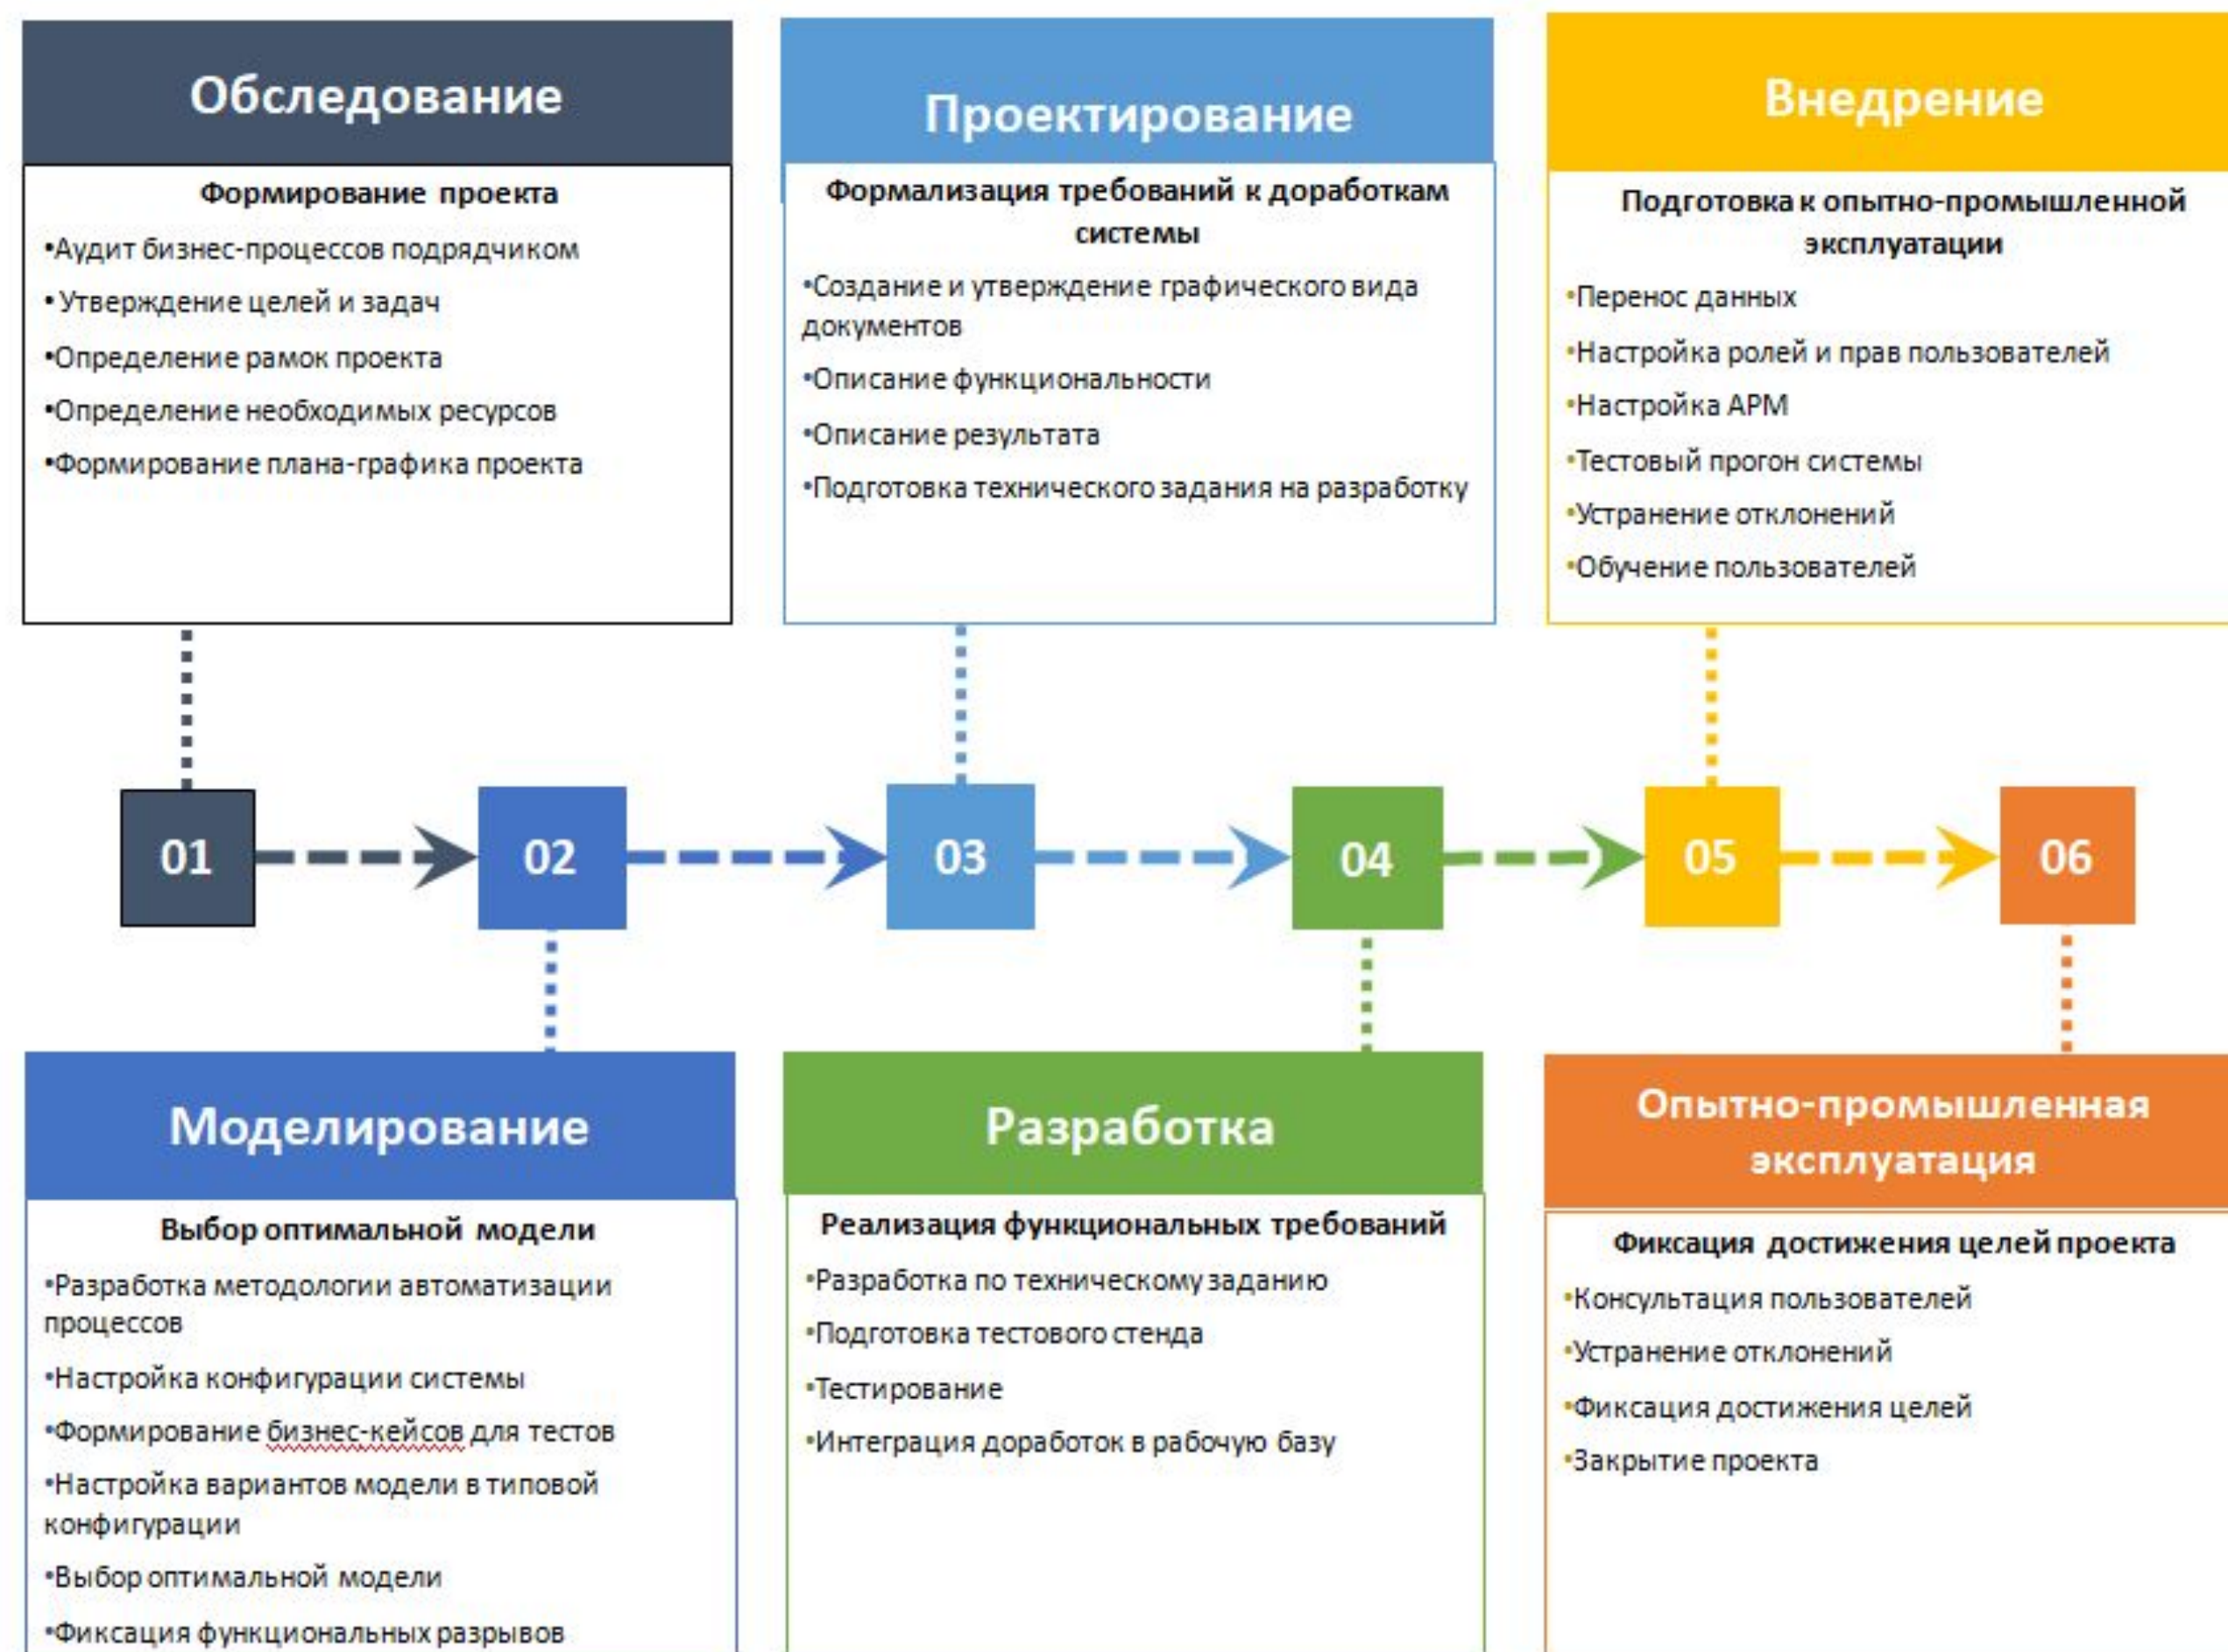 Обследование
Формирование проекта
•Аудит бизнес-процессов подрядчиком
• Утверждение целей и задач
•Определение рамок проекта
•Определение необходимых ресурсов
•Формирование плана-графика проекта
Проектирование
Формализация требований к доработкам
системы
•Создание и утверждение графического вида
документов
•Описание функциональности
•Описание результата
•Подготовка технического задания на разработку
Внедрение
Подготовка к опытно-промышленной
эксплуатации
•Перенос данных
•Настройка ролей и прав пользователей
•Настройка АРМ
•Тестовый прогон системы
•Устранение отклонений
•Обучение пользователей
01
02
03
04
05
06
Моделирование
Выбор оптимальной модели
•Разработка методологии автоматизации
процессов
•Настройка конфигурации системы
•Формирование бизнес-кейсов для тестов
•Настройка вариантов модели в типовой
конфигурации
•Выбор оптимальной модели
•Фиксация функциональных разрывов
Разработка
Реализация функциональных требований
•Разработка по техническому заданию
•Подготовка тестового стенда
•Тестирование
•Интеграция доработок в рабочую базу
Опытно-промышленная
эксплуатация
Фиксация достижения целей проекта
•Консультация пользователей
•Устранение отклонений
•Фиксация достижения целей
•Закрытие проекта